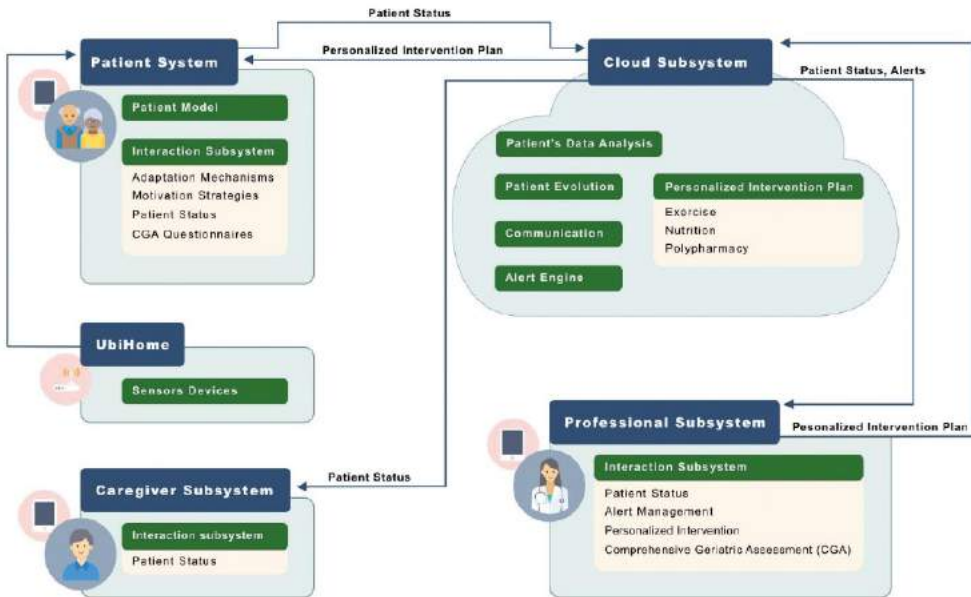 Patient Status
Personalized Intervention Plan
Patient System
Patient Model
Interaction Subsystem
Adaptation Mechanisms
Motivation Strategies
Patient Status
CGA Questionnaires
Cloud Subsystem
Patient Status, Alerts
Patient's Data Analysis
Patient Evolution
Communication
Alert Engine
Personalized Intervention Plan
Exercise
Nutrition
Polypharmacy
UbiHome
Sensors Devices
Caregiver Subsystem
Patient Status
Interaction subsystem
Patient Status
Professional Subsystem
Pesonalized Intervention Plan
Interaction Subsystem
Patient Status
Alert Management
Personalized Intervention
Comprehensive Geriatric Assessment (CGA)